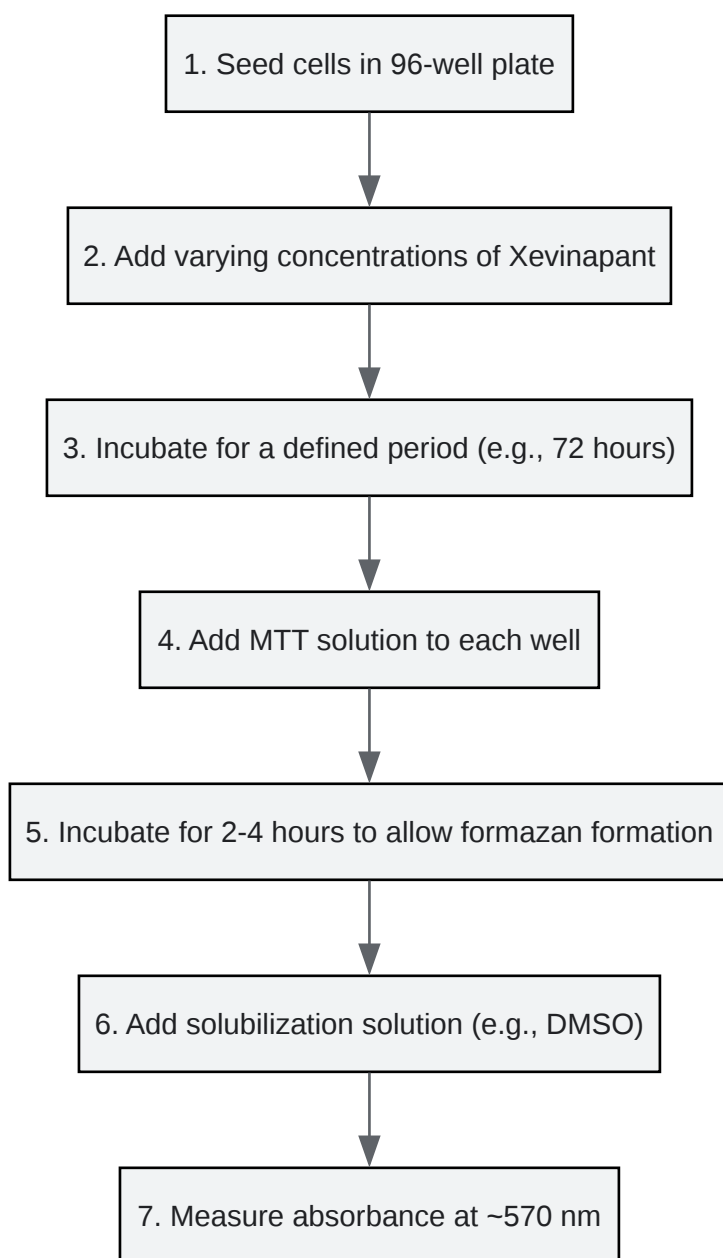 1. Seed cells in 96-well plate
2. Add varying concentrations of Xevinapant
3. Incubate for a defined period (e.g., 72 hours)
4. Add MTT solution to each well
5. Incubate for 2-4 hours to allow formazan formation
6. Add solubilization solution (e.g., DMSO)
7. Measure absorbance at ~570 nm